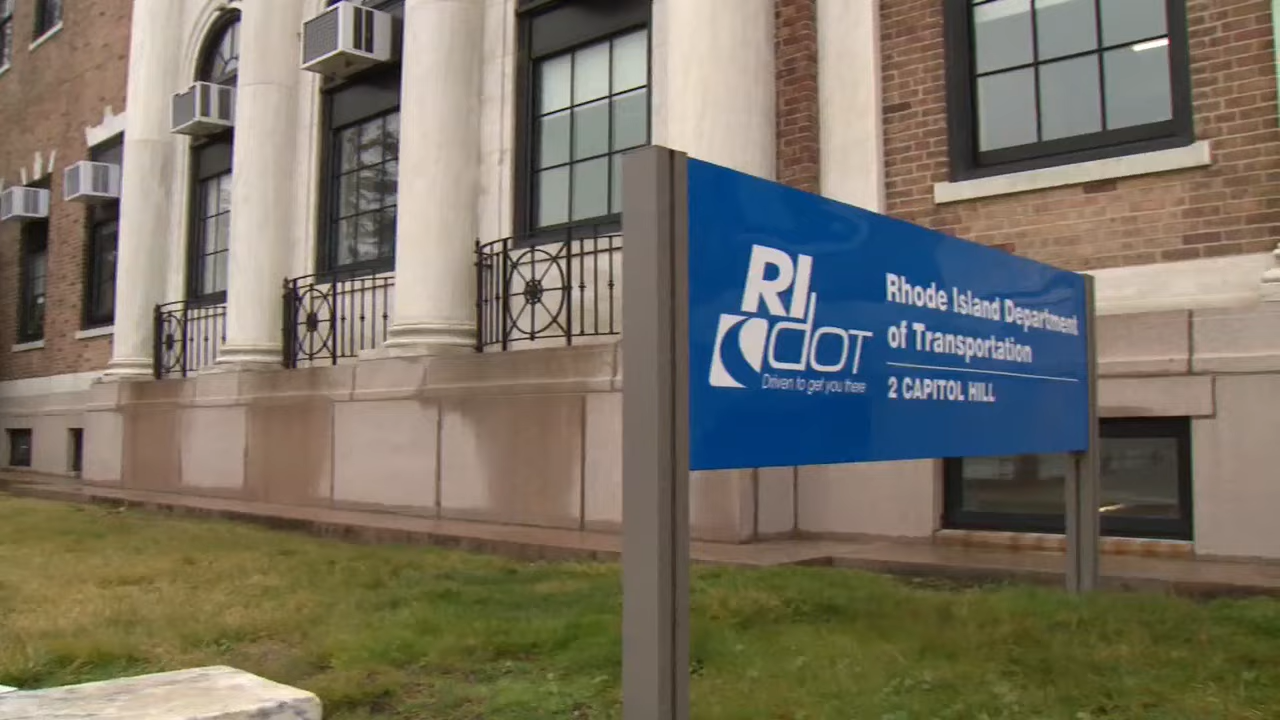 RI
dOT
Driven to get you there
Rhode Island Department
of Transportation
2 CAPITOL HILL